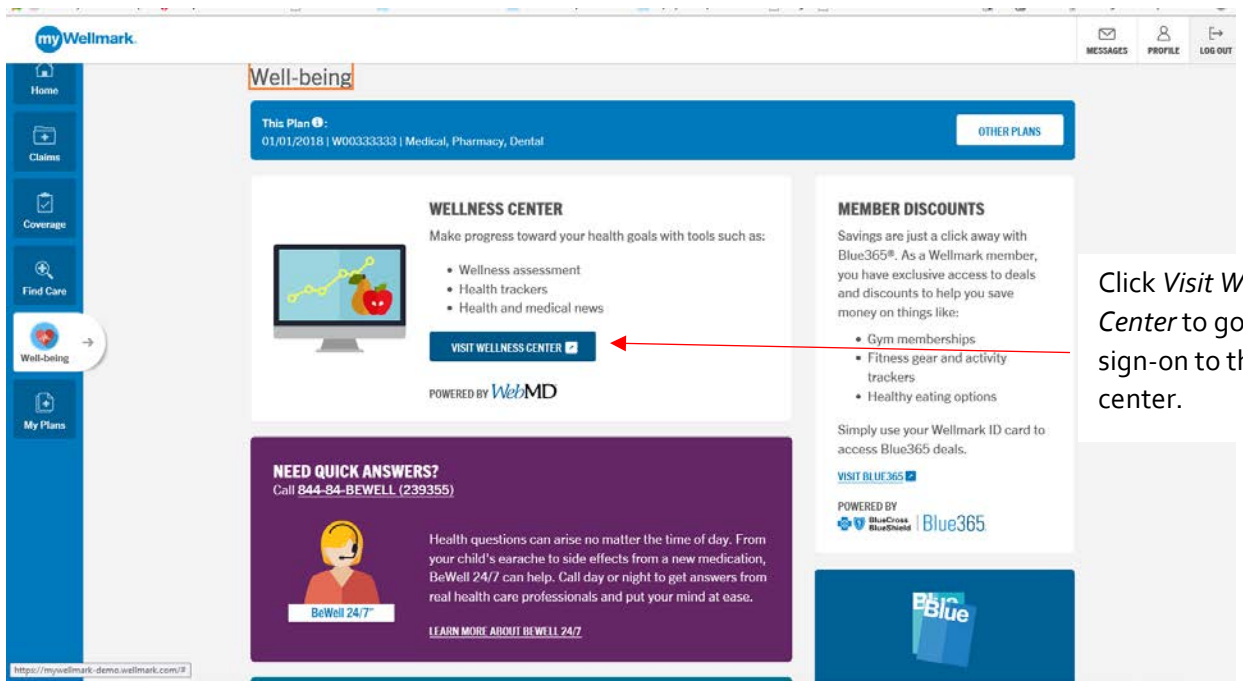 myWellmark.
MESSAGES
PROFILE
LOG OUT
Home
Claims
Coverage
Find Care
Well-being
My Plans
Well-being
This Plan :
01/01/2018 | W00333333 | Medical, Pharmacy, Dental
OTHER PLANS
WELLNESS CENTER
Make progress toward your health goals with tools such as:
• Wellness assessment
• Health trackers
• Health and medical news
VISIT WELLNESS CENTER
POWERED BY WebMD
MEMBER DISCOUNTS
Savings are just a click away with
Blue365®. As a Wellmark member,
you have exclusive access to deals
and discounts to help you save
money on things like:
• Gym memberships
• Fitness gear and activity
trackers
• Healthy eating options
Simply use your Wellmark ID card to
access Blue365 deals.
VISIT BLUE365
POWERED BY
BlueCross
BlueShield | Blue365
Click Visit W
Center to go
sign-on to th
center.
NEED QUICK ANSWERS?
Call 844-84-BEWELL (239355)
Health questions can arise no matter the time of day. From
your child's earache to side effects from a new medication,
BeWell 24/7 can help. Call day or night to get answers from
real health care professionals and put your mind at ease.
BeWell 24/7℠
LEARN MORE ABOUT BEWELL 24/7
Blue
https://mywellmark-demo.wellmark.com/#